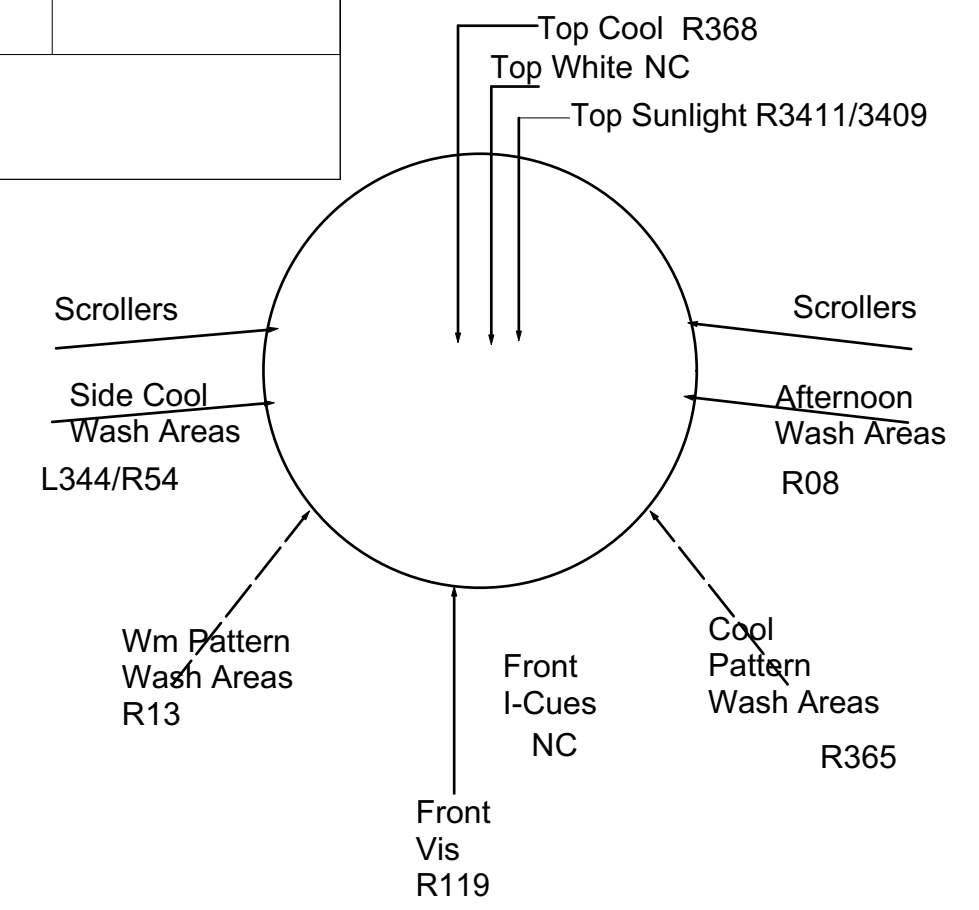 Top Cool R368
Top White NC
Top Sunlight R3411/3409
Scrollers
Scrollers
Side Cool
Wash Areas
L344/R54
Afternoon
Wash Areas
R08
Wm Pattern
Wash Areas
R13
Front
I-Cues
NC
Cool
Pattern
Wash Areas
R365
Front
Vis
R119